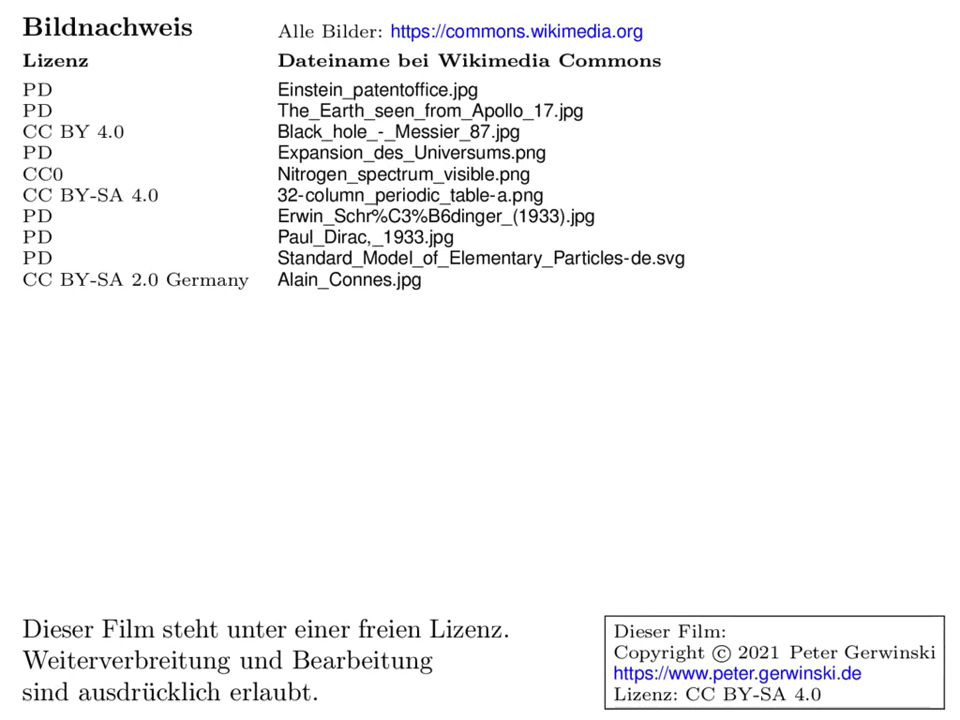 Bildnachweis Alle Bilder: https://commons.wikimedia.org
Lizenz Dateiname bei Wikimedia Commons
PD Einstein_patentoffice.jpg
PD The_Earth_seen_from_Apollo_17.jpg
CC BY 4.0 Black_hole_-_Messier_87.jpg
PD Expansion_des_Universums.png
CC0 Nitrogen_spectrum_visible.png
CC BY-SA 4.0 32-column_periodic_table-a.png
PD Erwin_Schr%C3%B6dinger_(1933).jpg
PD Paul_Dirac,_1933.jpg
PD Standard_Model_of_Elementary_Particles-de.svg
CC BY-SA 2.0 Germany Alain_Connes.jpg
Dieser Film steht unter einer freien Lizenz.
Weiterverbreitung und Bearbeitung
sind ausdrücklich erlaubt.
Dieser Film:
Copyright © 2021 Peter Gerwinski
https://www.peter.gerwinski.de
Lizenz: CC BY-SA 4.0